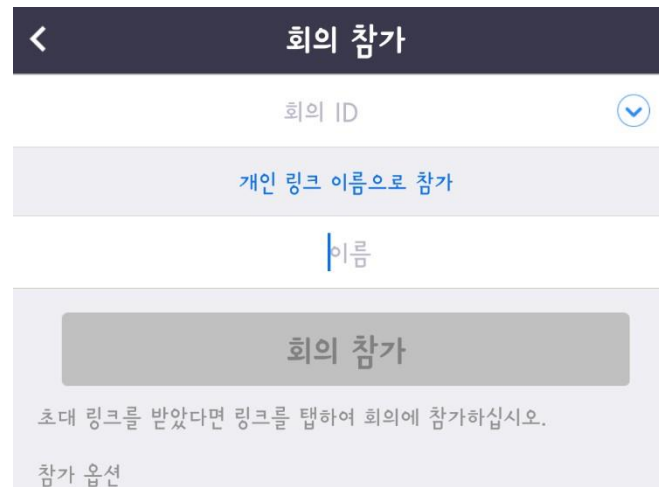 회의 참가
회의 ID
개인 링크 이름으로 참가
이름
회의 참가
초대 링크를 받았다면 링크를 탭하여 회의에 참가하십시오.
참가 옵션